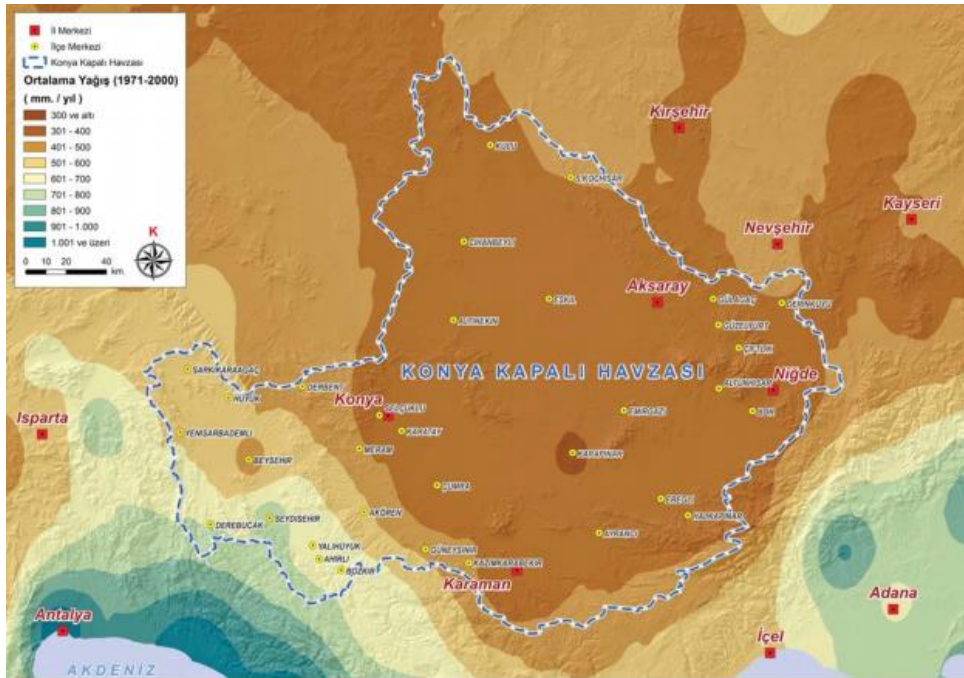 İl Merkezi
İlçe Merkezi
Konya Kapalı Havzası
Ortalama Yağış (1971-2000)
( mm. / yıl )
300 ve altı
301 - 400
401 - 500
501 - 600
601 - 700
701 - 800
801 - 900
901 - 1.000
1.001 ve üzeri
K
0 10 20 40
km.
Kırşehir
KULU
Ş.KOÇHİSAR
Kayseri
Nevşehir
CİHANBEYLİ
ESKİL
Aksaray
GÜLAĞAÇ
DERİNKUYU
ALTINEKİN
GÜZELYURT
ÇİFTLİK
ŞARKİKARAAĞAÇ
KONYA KAPALI HAVZASI
Niğde
DERBENT
HÜYÜK
ALTUNHİSAR
Konya
SELÇUKLU
EMİRGAZİ
BOR
Isparta
YENİŞARBADEMLİ
KARATAY
MERAM
KARAPINAR
BEYŞEHİR
ÇUMRA
EREĞLİ
HALKAPINAR
AKÖREN
SEYDİŞEHİR
DEREBUCAK
AYRANCI
YALIHÜYÜK
GÜNEYSINIR
AHIRLI
BOZKIR
KAZIMKARABEKİR
Karaman
Adana
Antalya
İçel
AKDENİZ